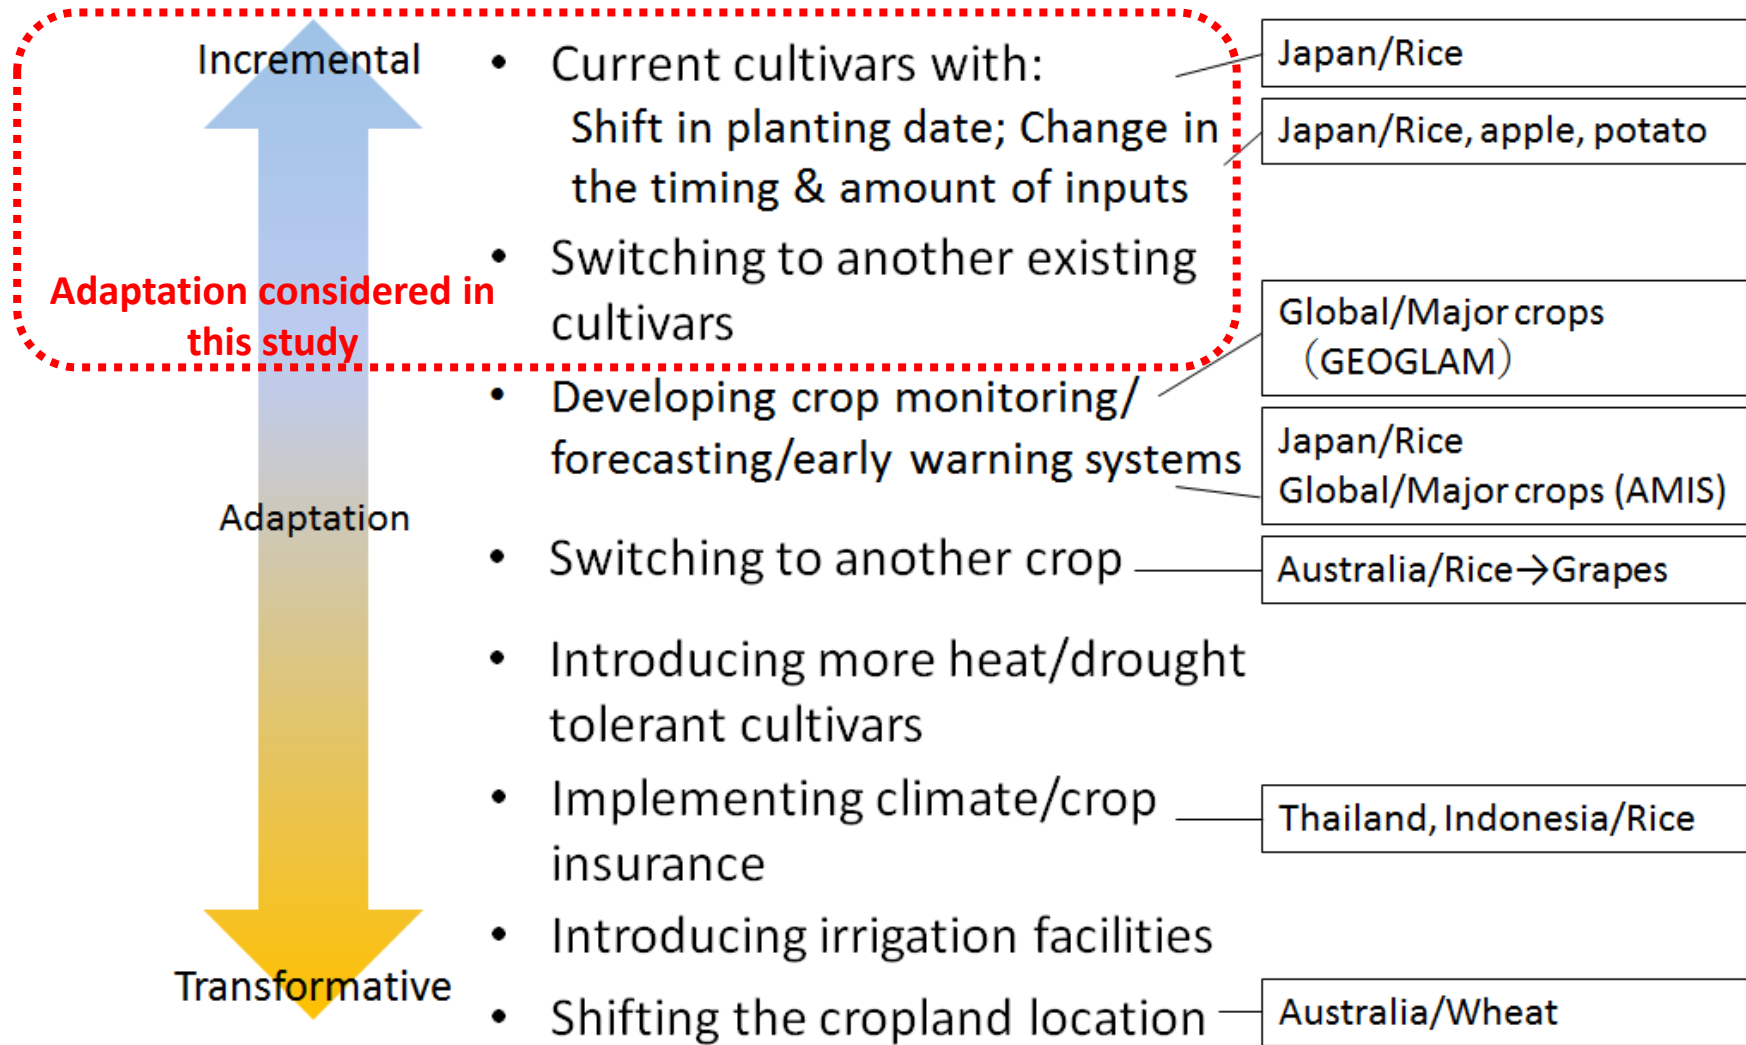 Incremental
Adaptation considered in
this study
Adaptation
Transformative
• Current cultivars with:
Shift in planting date; Change in
the timing & amount of inputs
• Switching to another existing
cultivars
• Developing crop monitoring/
forecasting/early warning systems
• Switching to another crop
• Introducing more heat/drought
tolerant cultivars
• Implementing climate/crop
insurance
• Introducing irrigation facilities
• Shifting the cropland location
Japan/Rice
Japan/Rice, apple, potato
Global/Major crops
（GEOGLAM）
Japan/Rice
Global/Major crops (AMIS)
Australia/Rice→Grapes
Thailand, Indonesia/Rice
Australia/Wheat